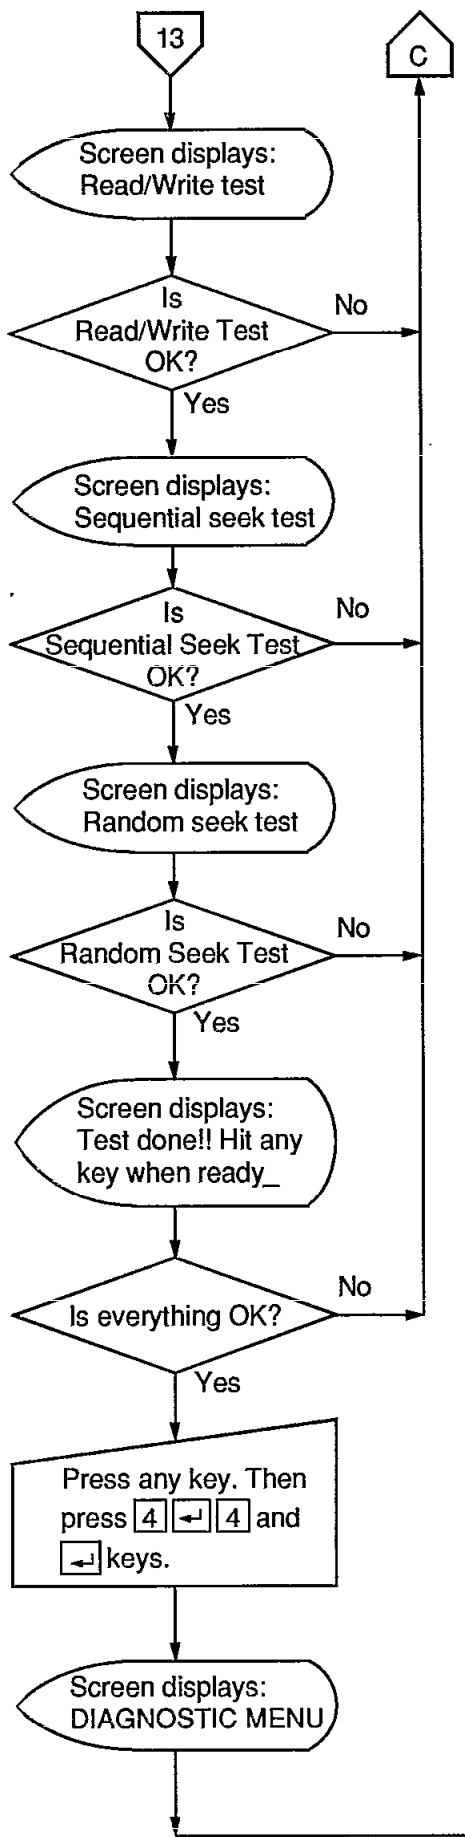 13
C
Screen displays:
Read/Write test
Is
Read/Write Test
OK?
No
Yes
Screen displays:
Sequential seek test
Is
Sequential Seek Test
OK?
No
Yes
Screen displays:
Random seek test
Is
Random Seek Test
OK?
No
Yes
Screen displays:
Test done!! Hit any
key when ready_
Is everything OK?
No
Yes
Press any key. Then
press 4 ↵ 4 and
↵ keys.
Screen displays:
DIAGNOSTIC MENU